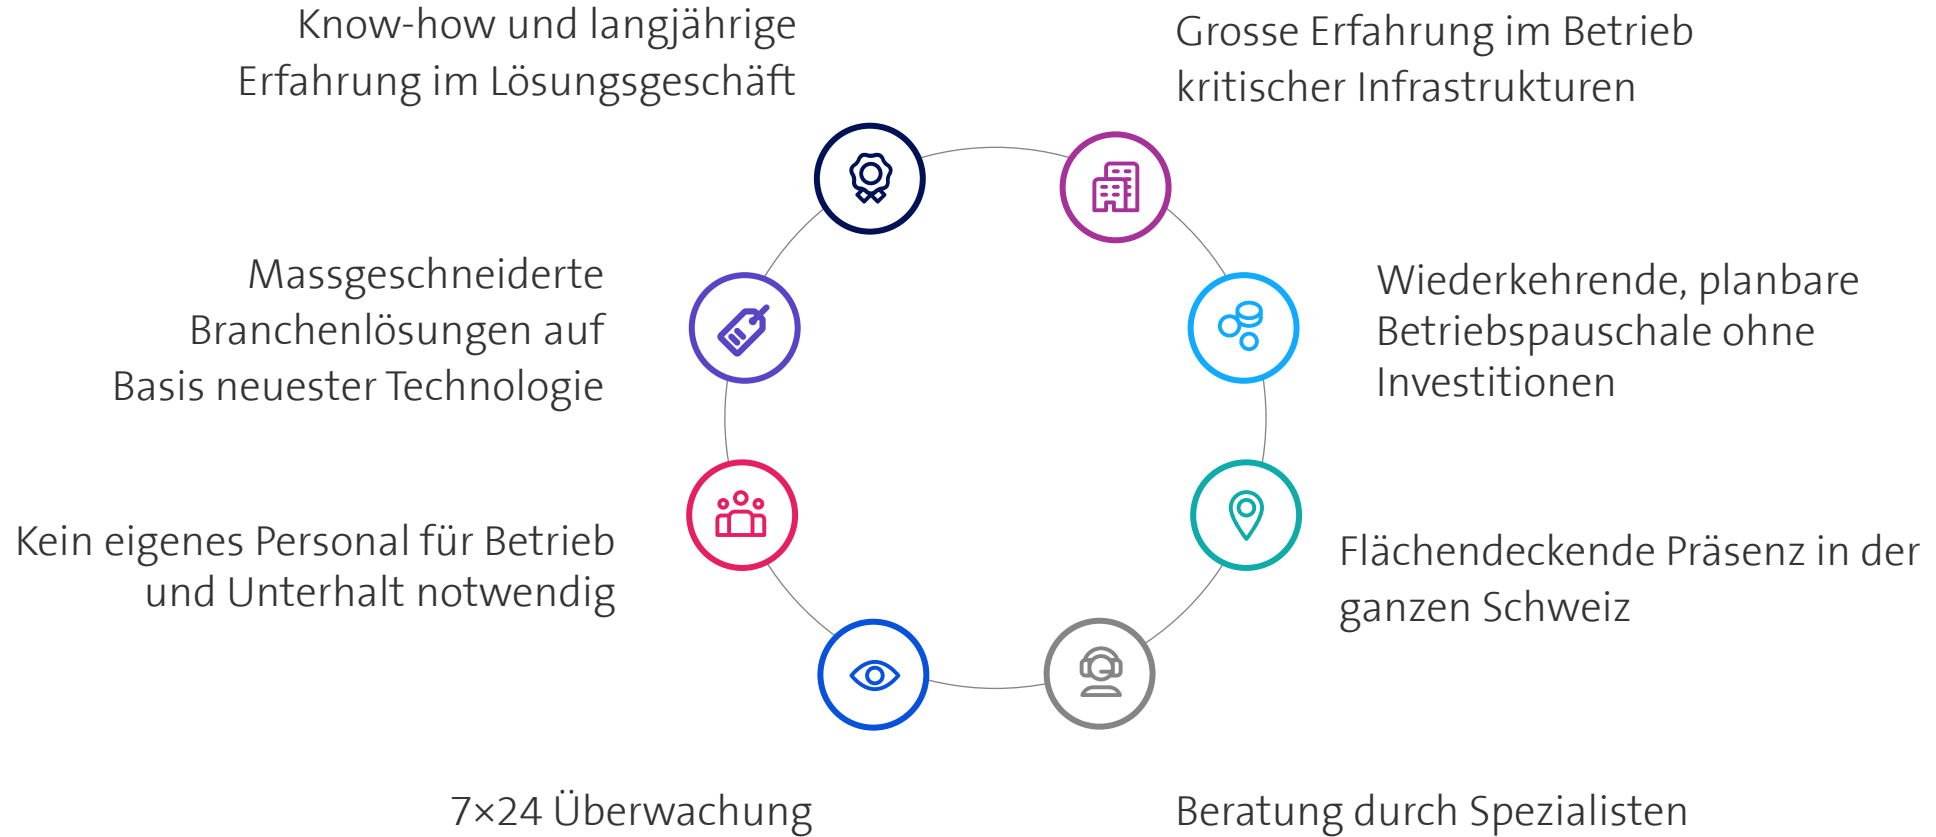 Know-how und langjährige
Erfahrung im Lösungsgeschäft
Grosse Erfahrung im Betrieb
kritischer Infrastrukturen
Massgeschneiderte
Branchenlösungen auf
Basis neuester Technologie
Wiederkehrende, planbare
Betriebspauschale ohne
Investitionen
Kein eigenes Personal für Betrieb
und Unterhalt notwendig
Flächendeckende Präsenz in der
ganzen Schweiz
7×24 Überwachung
Beratung durch Spezialisten